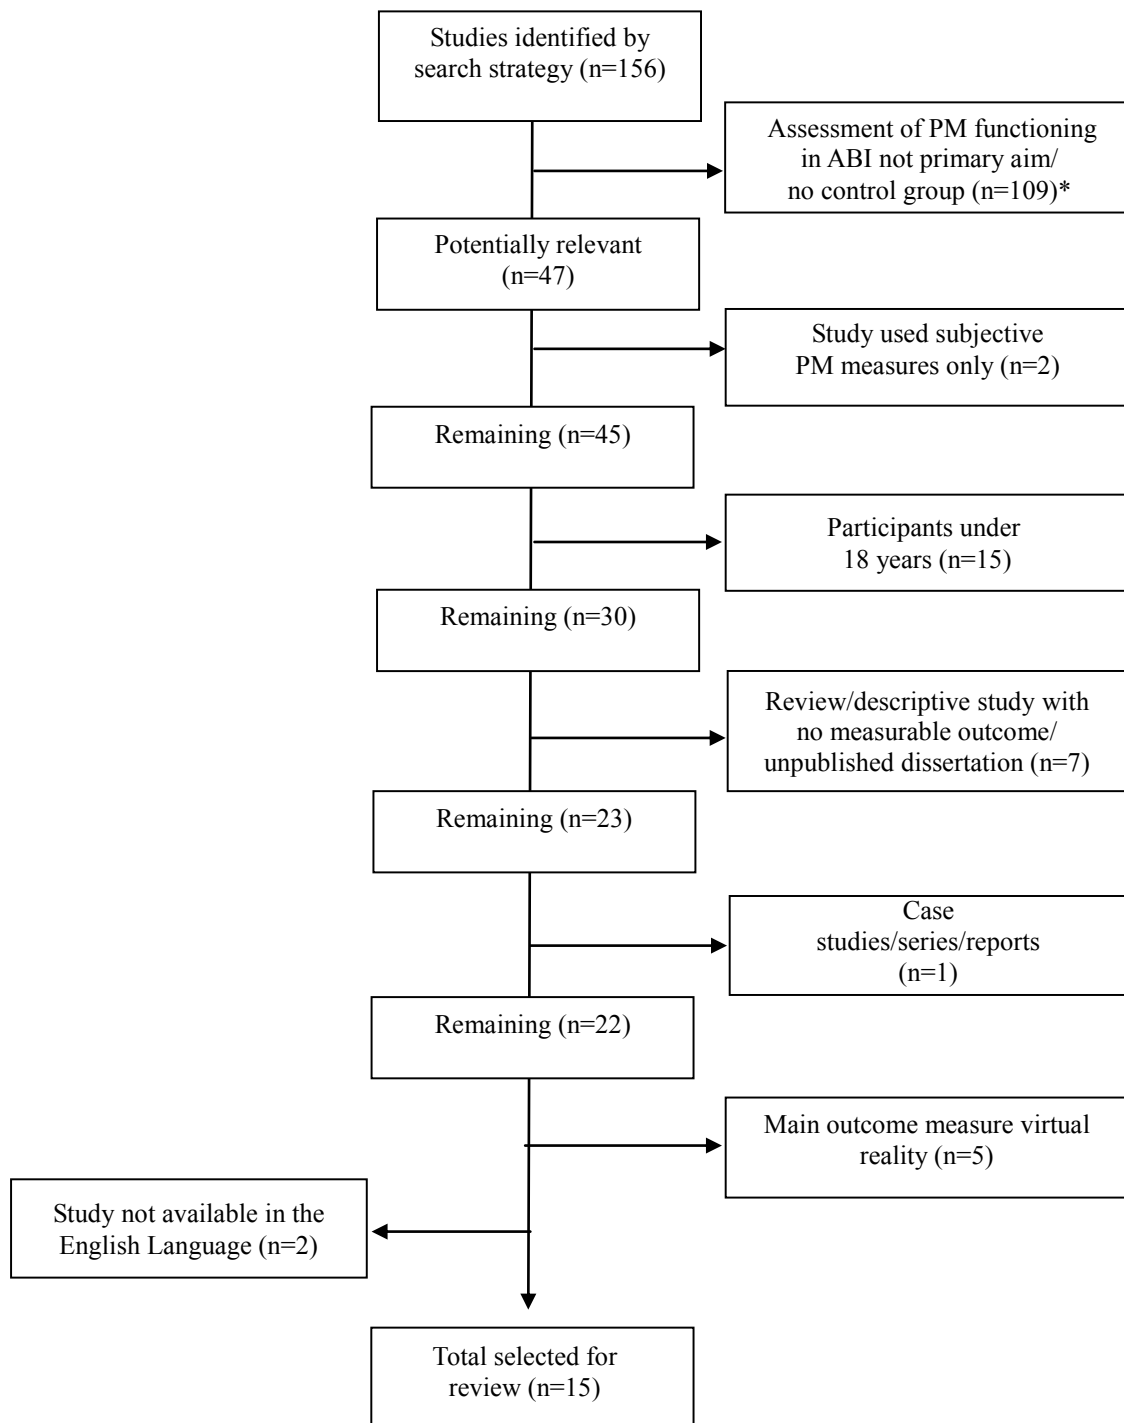 Studies identified by
search strategy (n=156)
Assessment of PM functioning
in ABI not primary aim/
no control group (n=109)*
Potentially relevant
(n=47)
Study used subjective
PM measures only (n=2)
Remaining (n=45)
Participants under
18 years (n=15)
Remaining (n=30)
Review/descriptive study with
no measurable outcome/
unpublished dissertation (n=7)
Remaining (n=23)
Case
studies/series/reports
(n=1)
Remaining (n=22)
Main outcome measure virtual
reality (n=5)
Study not available in the
English Language (n=2)
Total selected for
review (n=15)